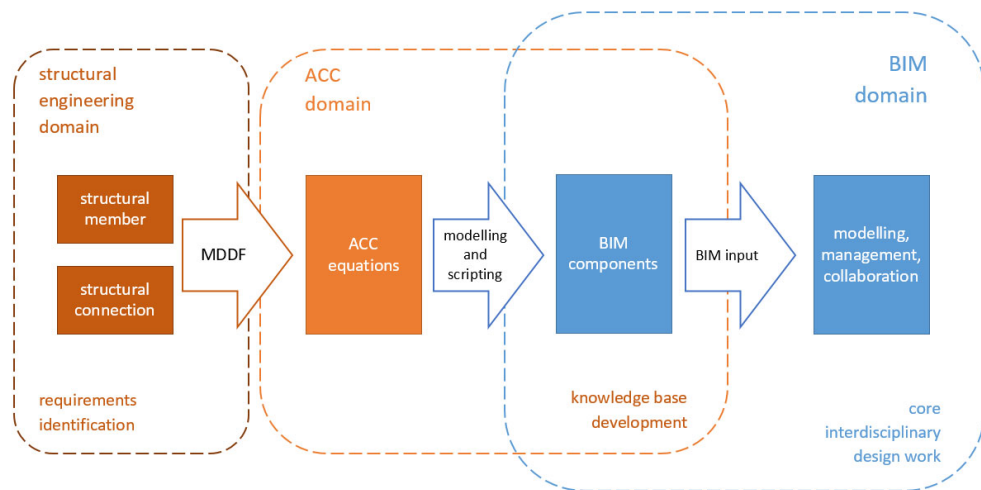 structural
engineering
domain
structural
member
structural
connection
requirements
identification
MDDF
ACC
domain
ACC
equations
modelling
and
scripting
knowledge base
development
BIM
domain
BIM
components
BIM input
modelling,
management,
collaboration
core
interdisciplinary
design work